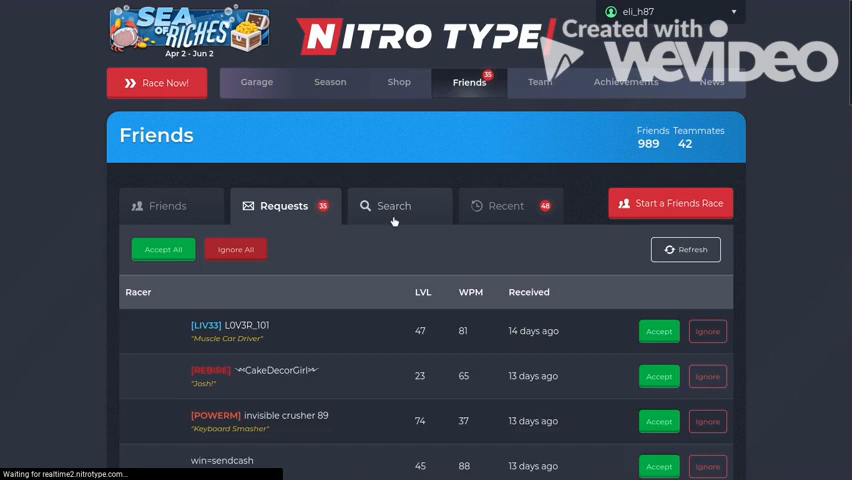 SEA OF RICHES
Apr 2 - Jun 2
NITRO TYPE
eli_h87
Created with
WEVIDEO
Race Now!
Garage
Season
Shop
Friends
35
Team
Achievements
News
Friends
Friends Teammates
989 42
Friends
Requests 35
Search
Recent 48
Start a Friends Race
Accept All
Ignore All
Refresh
Racer LVL WPM Received
[LIV33] L0V3R_101 47 81 14 days ago Accept Ignore
"Muscle Car Driver"
[REB!RE] CakeDecorGirl 23 65 13 days ago Accept Ignore
"Josh!"
[POWERM] invisible crusher 89 74 37 13 days ago Accept Ignore
"Keyboard Smasher"
win=sendcash 45 88 13 days ago Accept Ignore
Waiting for realtime2.nitrotype.com...